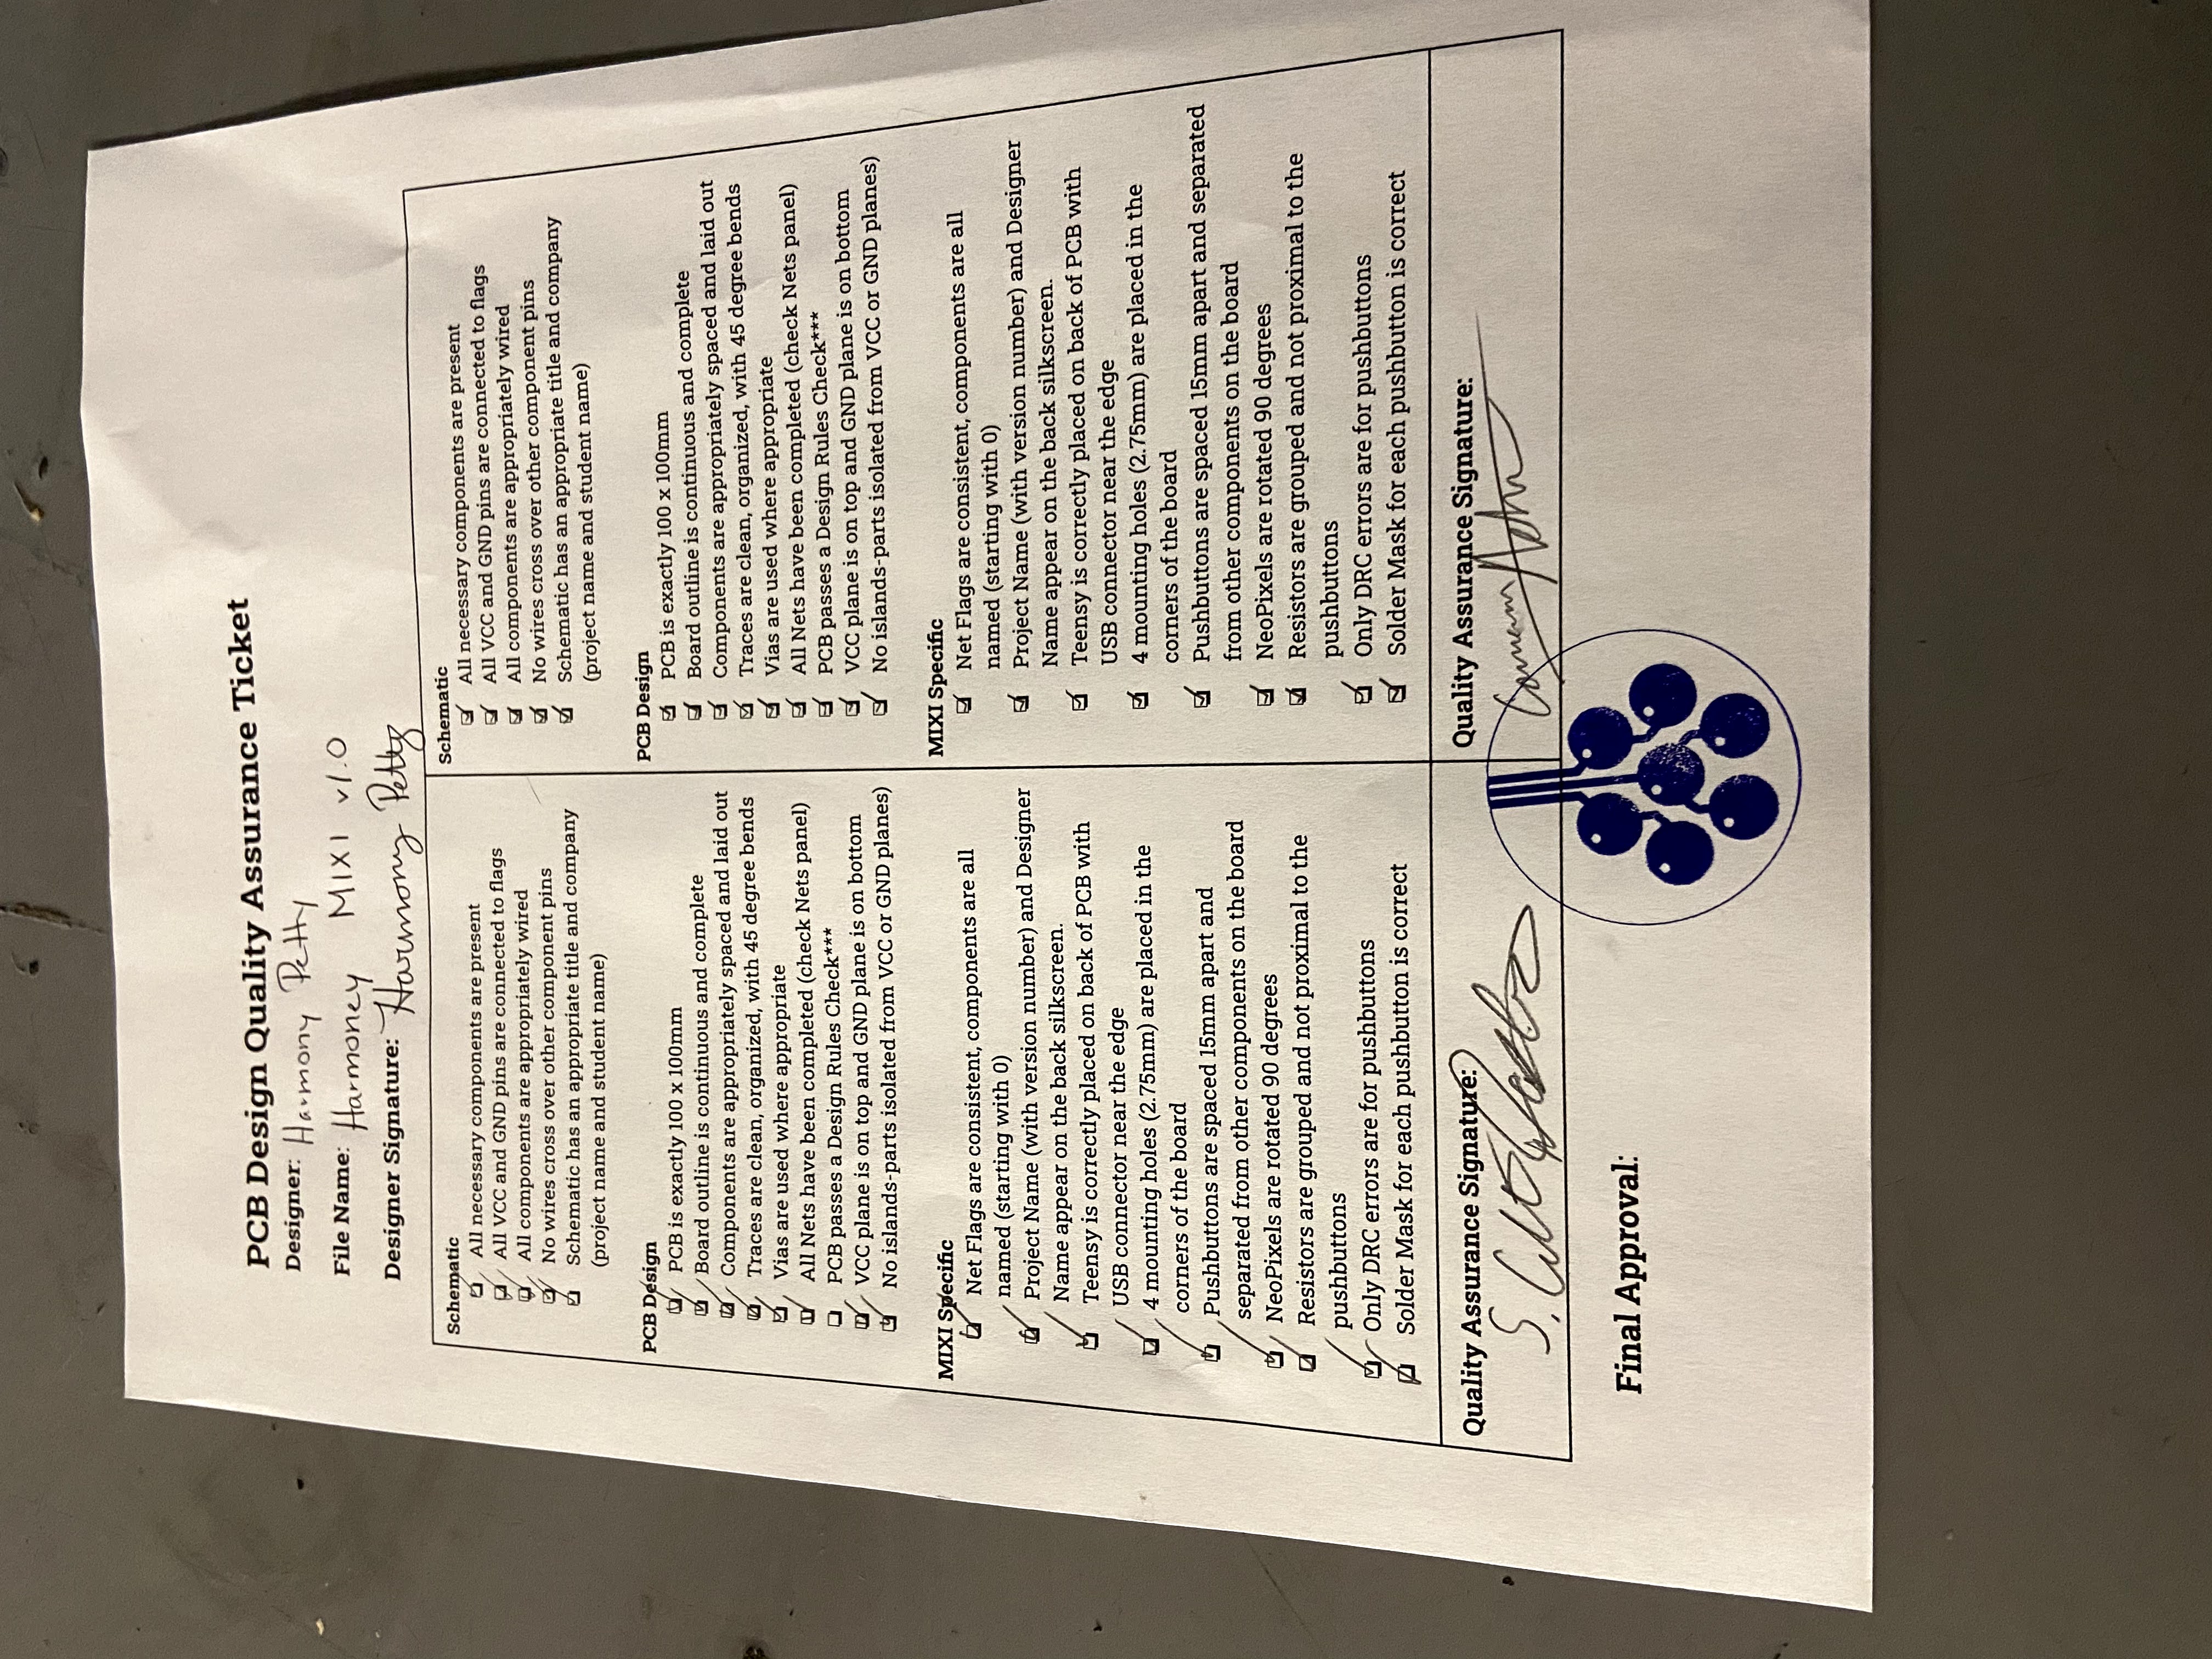 PCB Design Quality Assurance Ticket
Designer: Harmony Petty
File Name: Harmoney MIXI v1.0
Designer Signature: Harmony Petty
Schematic
All necessary components are present
All VCC and GND pins are connected to flags
All components are appropriately wired
No wires cross over other component pins
Schematic has an appropriate title and company
(project name and student name)
PCB Design
PCB is exactly 100 x 100mm
Board outline is continuous and complete
Components are appropriately spaced and laid out
Traces are clean, organized, with 45 degree bends
Vias are used where appropriate
All Nets have been completed (check Nets panel)
PCB passes a Design Rules Check***
VCC plane is on top and GND plane is on bottom
No islands-parts isolated from VCC or GND planes)
MIXI Specific
Net Flags are consistent, components are all
named (starting with 0)
Project Name (with version number) and Designer
Name appear on the back silkscreen.
Teensy is correctly placed on back of PCB with
USB connector near the edge
4 mounting holes (2.75mm) are placed in the
corners of the board
Pushbuttons are spaced 15mm apart and
separated from other components on the board
NeoPixels are rotated 90 degrees
Resistors are grouped and not proximal to the
pushbuttons
Only DRC errors are for pushbuttons
Solder Mask for each pushbutton is correct
Quality Assurance Signature:
S.
Schematic
All necessary components are present
All VCC and GND pins are connected to flags
All components are appropriately wired
No wires cross over other component pins
Schematic has an appropriate title and company
(project name and student name)
PCB Design
PCB is exactly 100 x 100mm
Board outline is continuous and complete
Components are appropriately spaced and laid out
Traces are clean, organized, with 45 degree bends
Vias are used where appropriate
All Nets have been completed (check Nets panel)
PCB passes a Design Rules Check***
VCC plane is on top and GND plane is on bottom
No islands-parts isolated from VCC or GND planes)
MIXI Specific
Net Flags are consistent, components are all
named (starting with 0)
Project Name (with version number) and Designer
Name appear on the back silkscreen.
Teensy is correctly placed on back of PCB with
USB connector near the edge
4 mounting holes (2.75mm) are placed in the
corners of the board
Pushbuttons are spaced 15mm apart and separated
from other components on the board
NeoPixels are rotated 90 degrees
Resistors are grouped and not proximal to the
pushbuttons
Only DRC errors are for pushbuttons
Solder Mask for each pushbutton is correct
Quality Assurance Signature:
Final Approval: